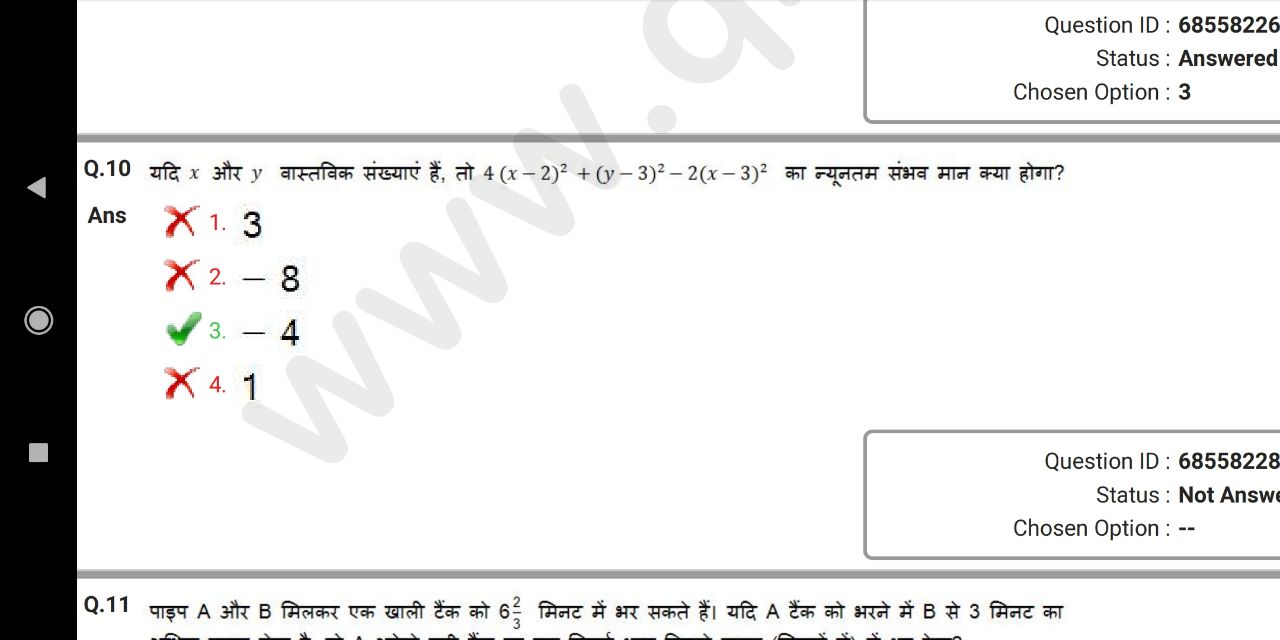 Question ID : 68558226
Status : Answered
Chosen Option : 3
Q.10 यदि x और y वास्तविक संख्याएं हैं, तो 4 (x − 2)² + (y − 3)² − 2(x − 3)² का न्यूनतम संभव मान क्या होगा?
Ans 1. 3
2. − 8
3. − 4
4. 1
www.q
Question ID : 68558228
Status : Not Answe
Chosen Option : --
Q.11 पाइप A और B मिलकर एक खाली टैंक को 6 2/3 मिनट में भर सकते हैं। यदि A टैंक को भरने में B से 3 मिनट का